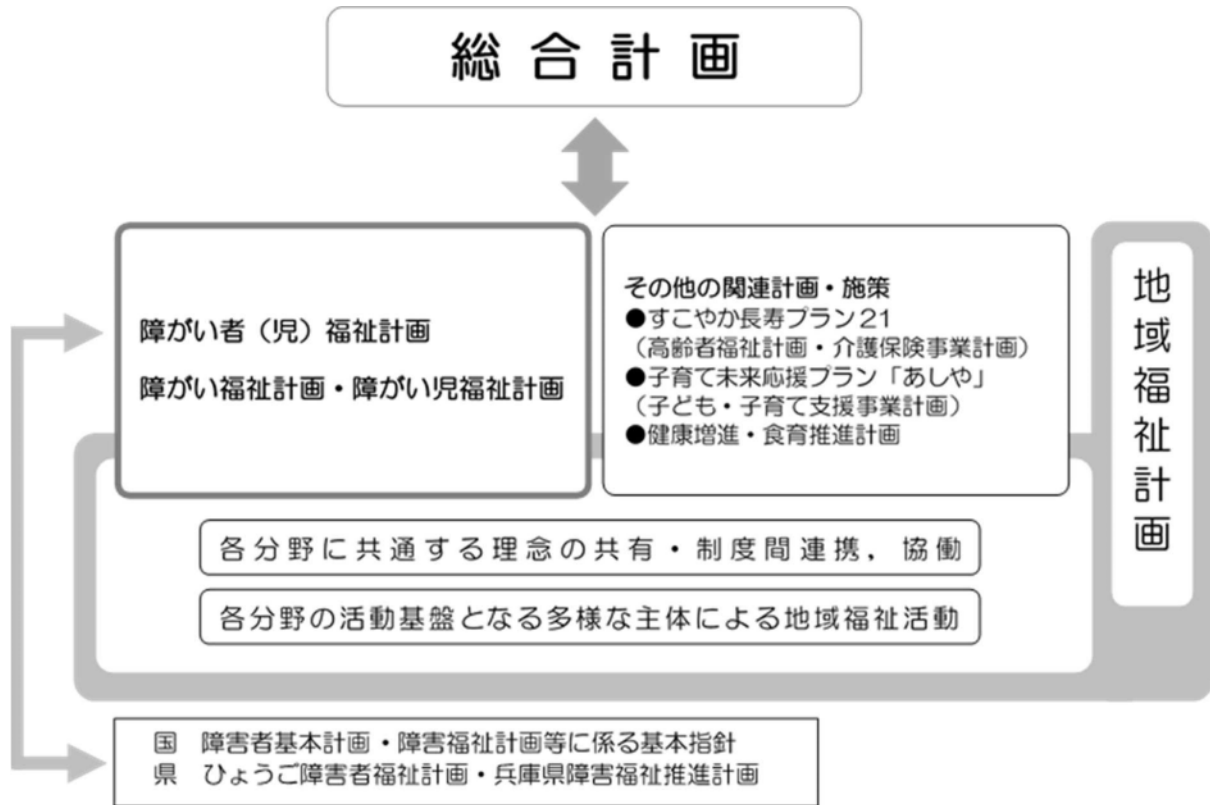 総合計画
障がい者（児）福祉計画
障がい福祉計画・障がい児福祉計画
その他の関連計画・施策
●すこやか長寿プラン21
（高齢者福祉計画・介護保険事業計画）
●子育て未来応援プラン「あしや」
（子ども・子育て支援事業計画）
●健康増進・食育推進計画
地域福祉計画
各分野に共通する理念の共有・制度間連携，協働
各分野の活動基盤となる多様な主体による地域福祉活動
国　障害者基本計画・障害福祉計画等に係る基本指針
県　ひょうご障害者福祉計画・兵庫県障害福祉推進計画